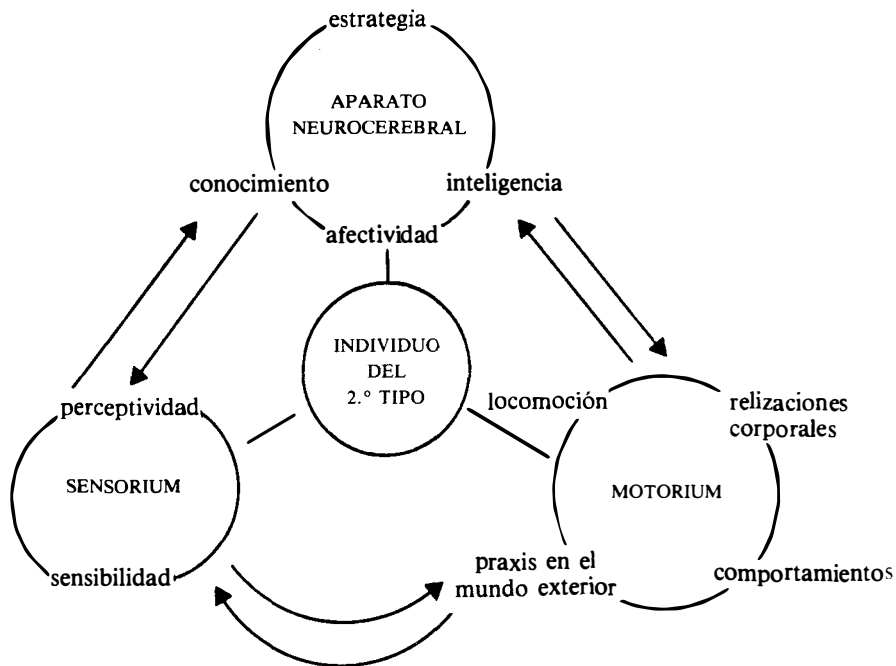 estrategia
APARATO
NEUROCEREBRAL
conocimiento
inteligencia
afectividad
INDIVIDUO
DEL
2.º TIPO
perceptividad
SENSORIUM
sensibilidad
locomoción
relizaciones
corporales
MOTORIUM
praxis en el
mundo exterior
comportamientos